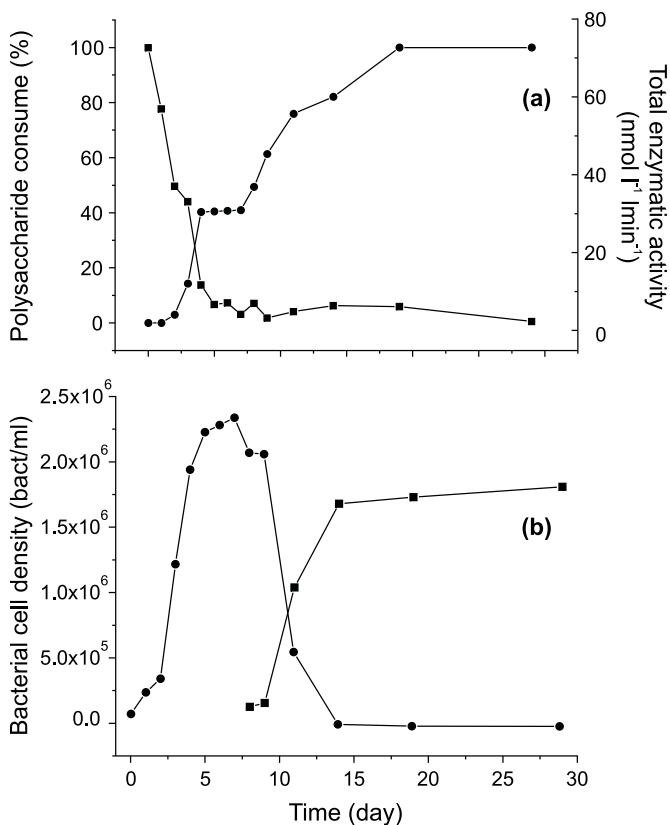 Polysaccharide consume (%)
100
80
60
40
20
0
(a)
80
60
40
20
0
Total enzymatic activity
(nmol l⁻¹ lmin⁻¹)
Bacterial cell density (bact/ml)
2.5x10⁶
2.0x10⁶
1.5x10⁶
1.0x10⁶
5.0x10⁵
0.0
(b)
0 5 10 15 20 25 30
Time (day)